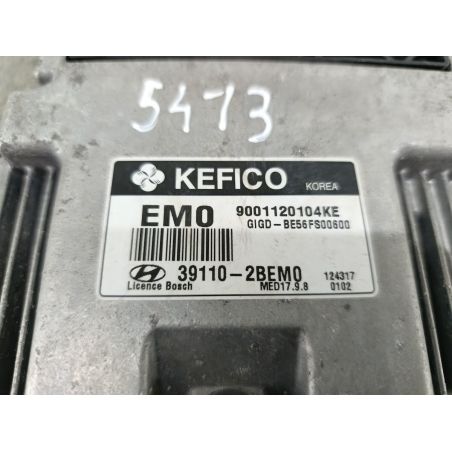 5473
KEFICO KOREA
EM0 9001120104KE
GIGD-BE56FS00600
39110-2BEM0 124317
Licence Bosch MED17.9.8 0102